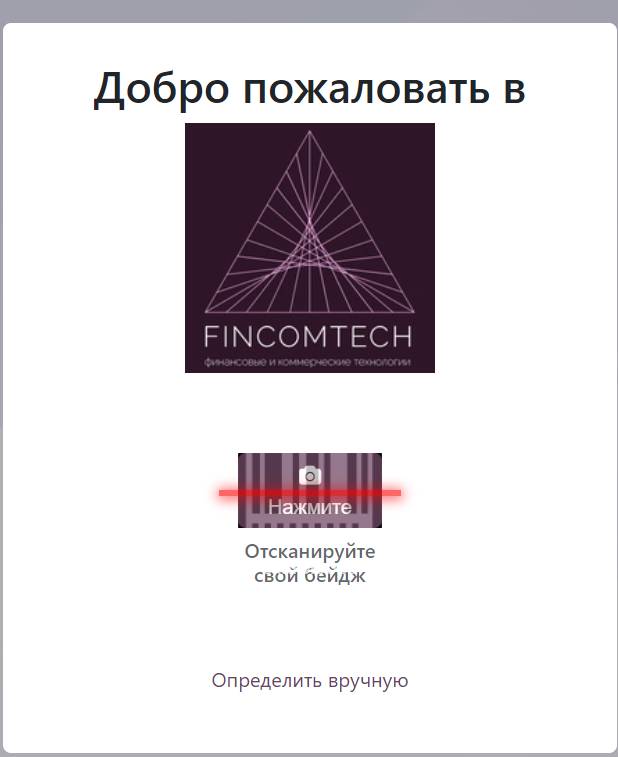 Добро пожаловать в
FINCOMTECH
финансовые и коммерческие технологии
Нажмите
Отсканируйте
свой бейдж
Определить вручную